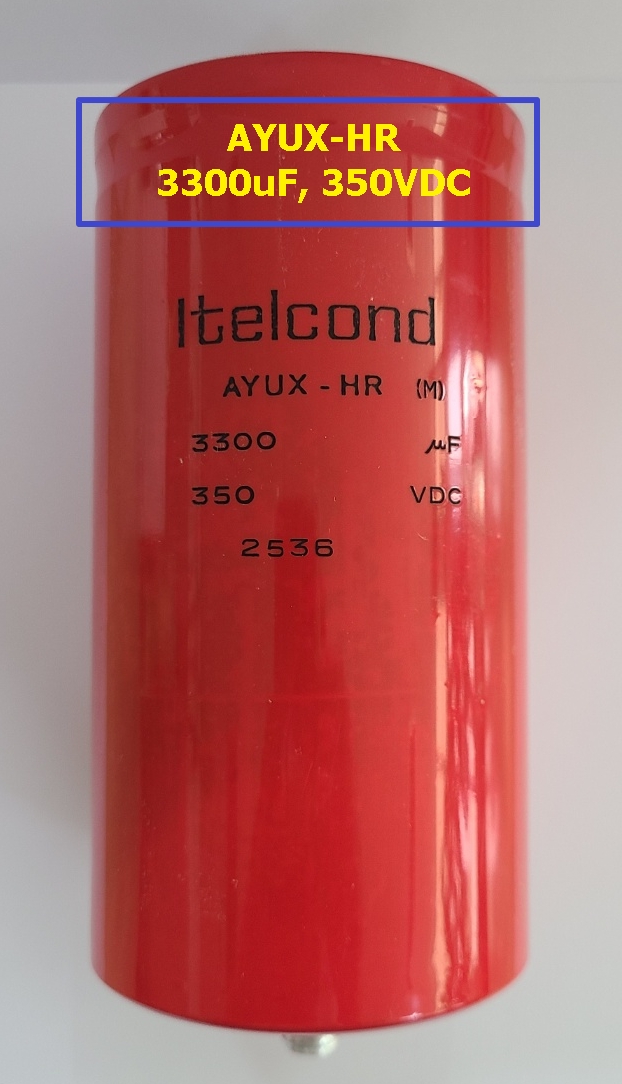 AYUX-HR
3300uF, 350VDC
Itelcond
AYUX - HR (M)
3300 µF
350 VDC
2536